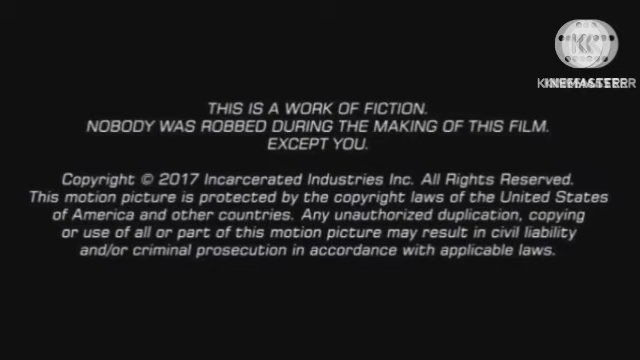 THIS IS A WORK OF FICTION.
NOBODY WAS ROBBED DURING THE MAKING OF THIS FILM.
EXCEPT YOU.
Copyright © 2017 Incarcerated Industries Inc. All Rights Reserved.
This motion picture is protected by the copyright laws of the United States
of America and other countries. Any unauthorized duplication, copying
or use of all or part of this motion picture may result in civil liability
and/or criminal prosecution in accordance with applicable laws.